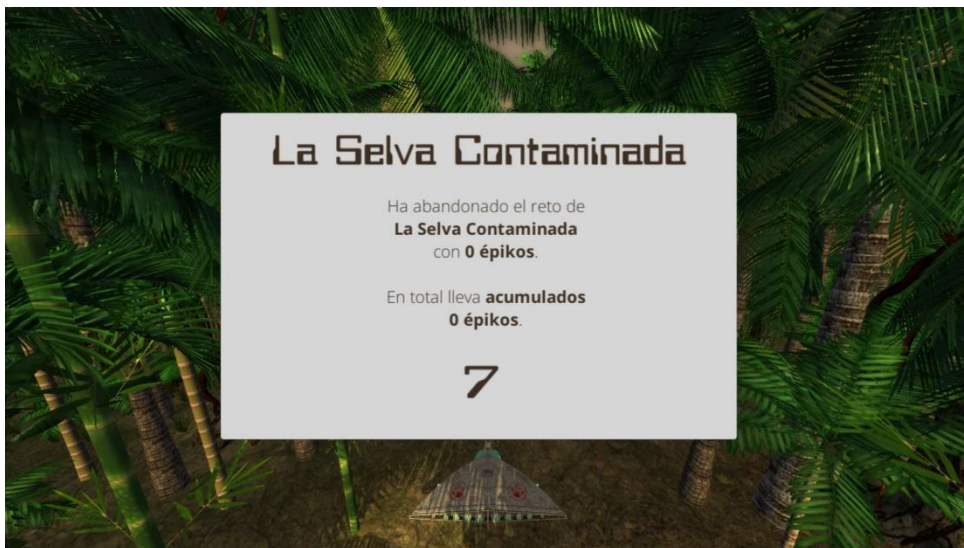 La Selva Contaminada
Ha abandonado el reto de
La Selva Contaminada
con 0 épikos.
En total lleva acumulados
0 épikos.
7